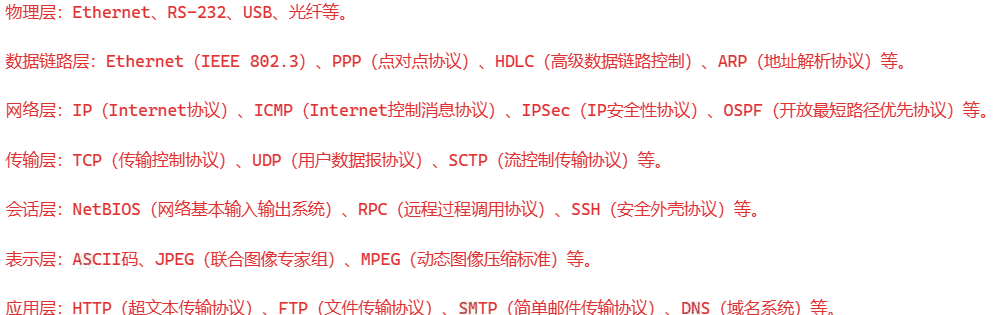 物理层：Ethernet、RS-232、USB、光纤等。
数据链路层：Ethernet（IEEE 802.3）、PPP（点对点协议）、HDLC（高级数据链路控制）、ARP（地址解析协议）等。
网络层：IP（Internet协议）、ICMP（Internet控制消息协议）、IPSec（IP安全性协议）、OSPF（开放最短路径优先协议）等。
传输层：TCP（传输控制协议）、UDP（用户数据报协议）、SCTP（流控制传输协议）等。
会话层：NetBIOS（网络基本输入输出系统）、RPC（远程过程调用协议）、SSH（安全外壳协议）等。
表示层：ASCII码、JPEG（联合图像专家组）、MPEG（动态图像压缩标准）等。
应用层：HTTP（超文本传输协议）、FTP（文件传输协议）、SMTP（简单邮件传输协议）、DNS（域名系统）等。